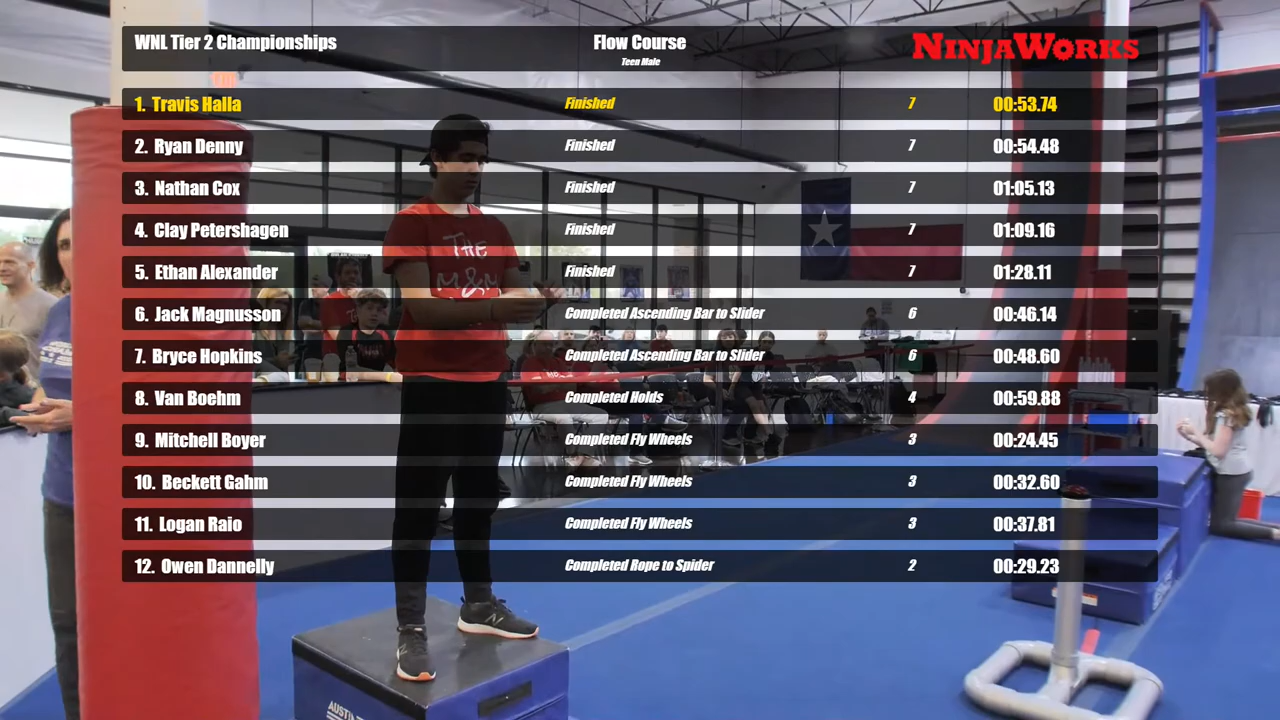 WNL Tier 2 Championships Flow Course NINJAWORKS
Teen Male
1. Travis Halla Finished 7 00:53.74
2. Ryan Denny Finished 7 00:54.48
3. Nathan Cox Finished 7 01:05.13
4. Clay Petershagen Finished 7 01:09.16
5. Ethan Alexander Finished 7 01:28.11
6. Jack Magnusson Completed Ascending Bar to Slider 6 00:46.14
7. Bryce Hopkins Completed Ascending Bar to Slider 6 00:48.60
8. Van Boehm Completed Holds 4 00:59.88
9. Mitchell Boyer Completed Fly Wheels 3 00:24.45
10. Beckett Gahm Completed Fly Wheels 3 00:32.60
11. Logan Raio Completed Fly Wheels 3 00:37.81
12. Owen Dannelly Completed Rope to Spider 2 00:29.23
THE
M&M
AUSTIN